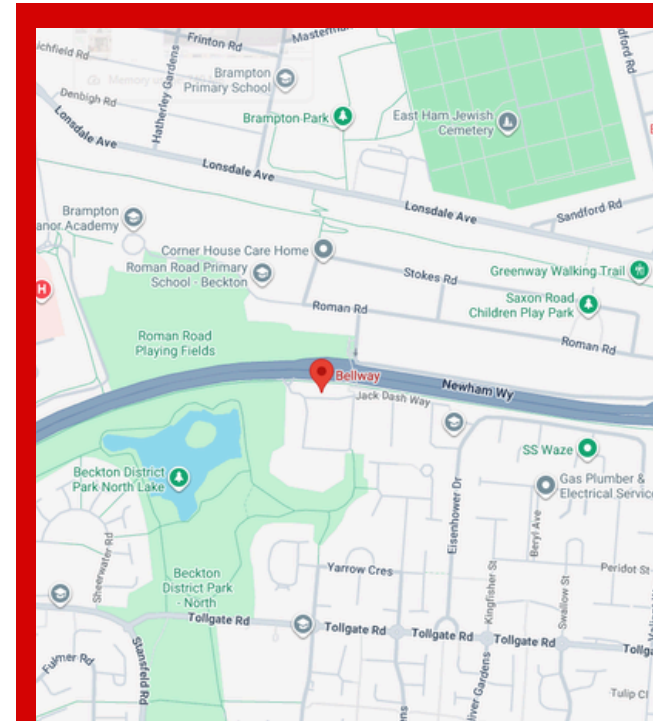 Frinton Rd
Hatherley Gardens
Denbigh Rd
Brampton
Primary School
Lonsdale Ave
Brampton Park
East Ham Jewish
Cemetery
Lonsdale Ave
Lonsdale Ave
Sandford Rd
Brampton
Corner House Care Home
Roman Road Primary
School - Beckton
Stokes Rd
Greenway Walking Trail
H
Saxon Road
Children Play Park
Roman Rd
Roman Rd
Roman Road
Playing Fields
Bellway
Newham Wy
Jack Dash Way
SS Waze
Beckton District
Park North Lake
Gas Plumber &
Eisenhower Dr
Beryl Ave
Sheerwater Rd
Yarrow Cres
Kingfisher St
Swallow St
Peridot St
Beckton
District Park
- North
Tollgate Rd
Tollgate Rd
Tollgate Rd
Tollgate Rd
Stansfeld Rd
Fulmer Rd
Tulip Cl